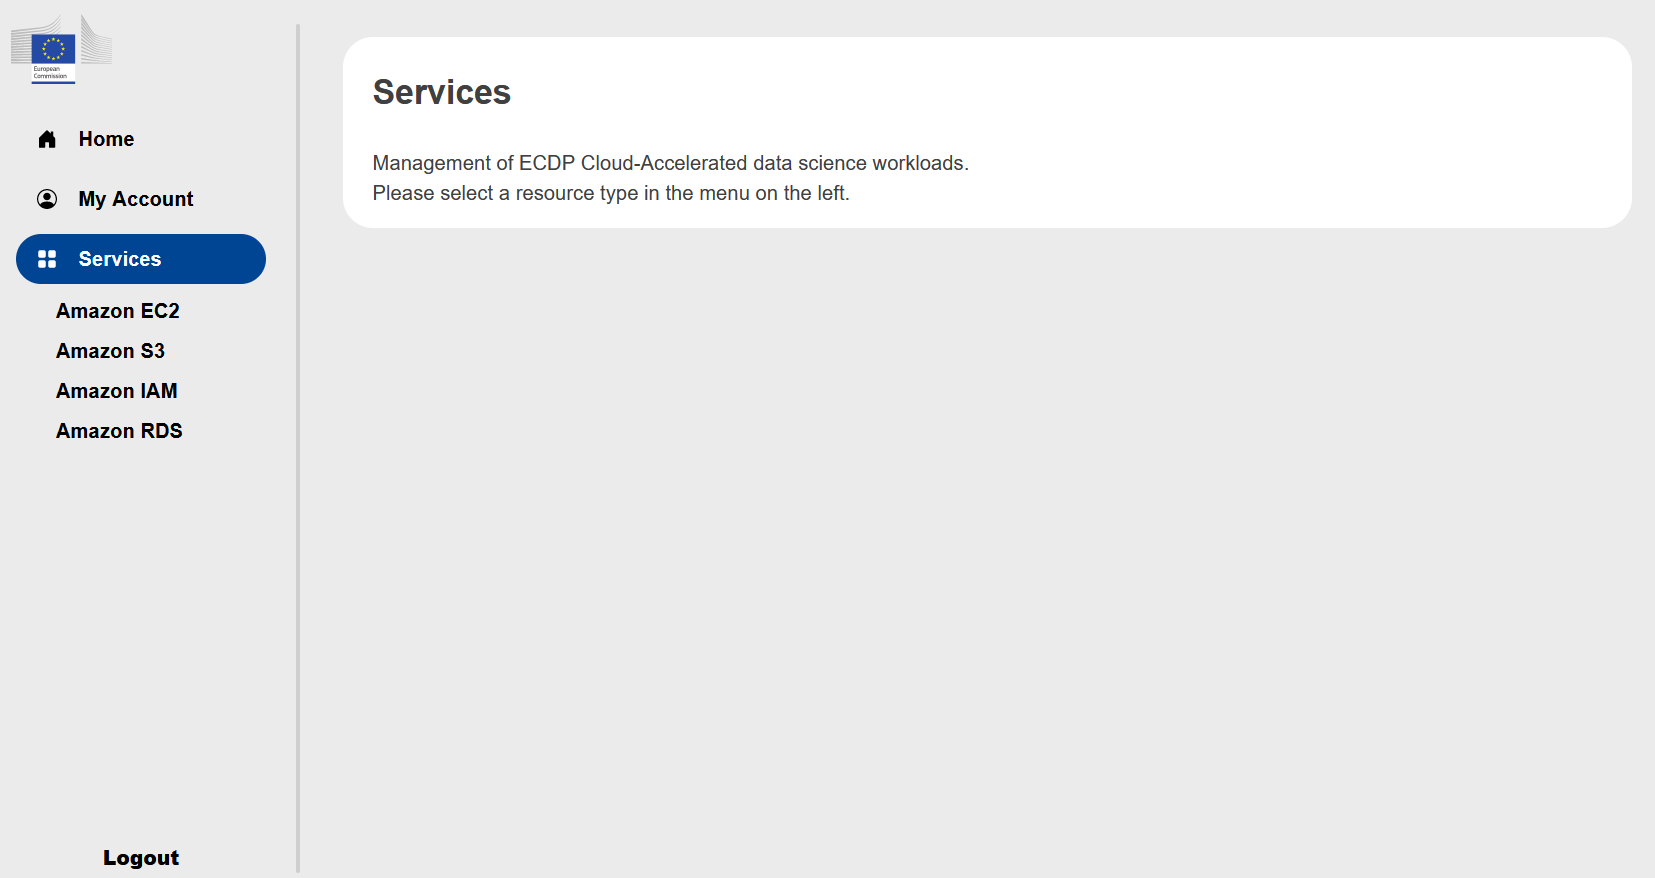 European
Commission
Home
My Account
Services
Amazon EC2
Amazon S3
Amazon IAM
Amazon RDS
Logout
Services
Management of ECDP Cloud-Accelerated data science workloads.
Please select a resource type in the menu on the left.